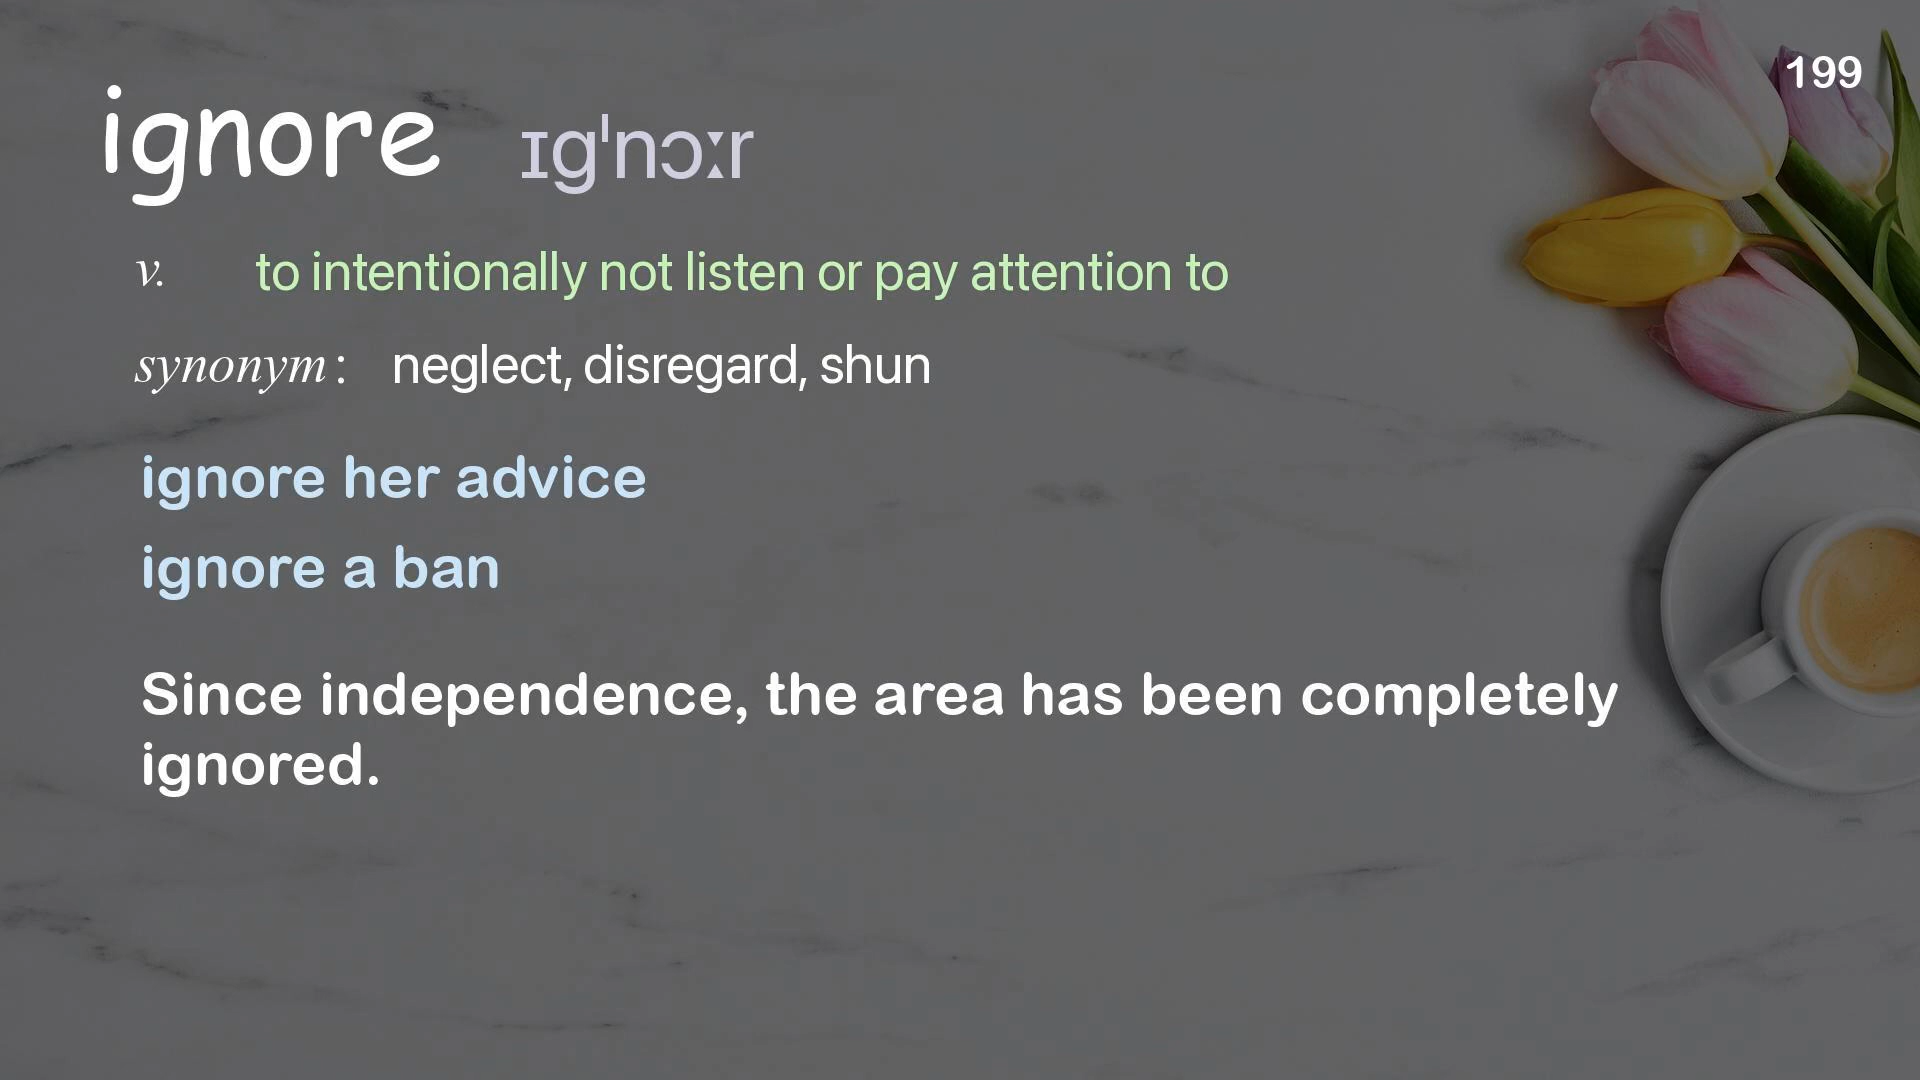 199
ignore ɪɡˈnɔːr
v. to intentionally not listen or pay attention to
synonym: neglect, disregard, shun
ignore her advice
ignore a ban
Since independence, the area has been completely
ignored.